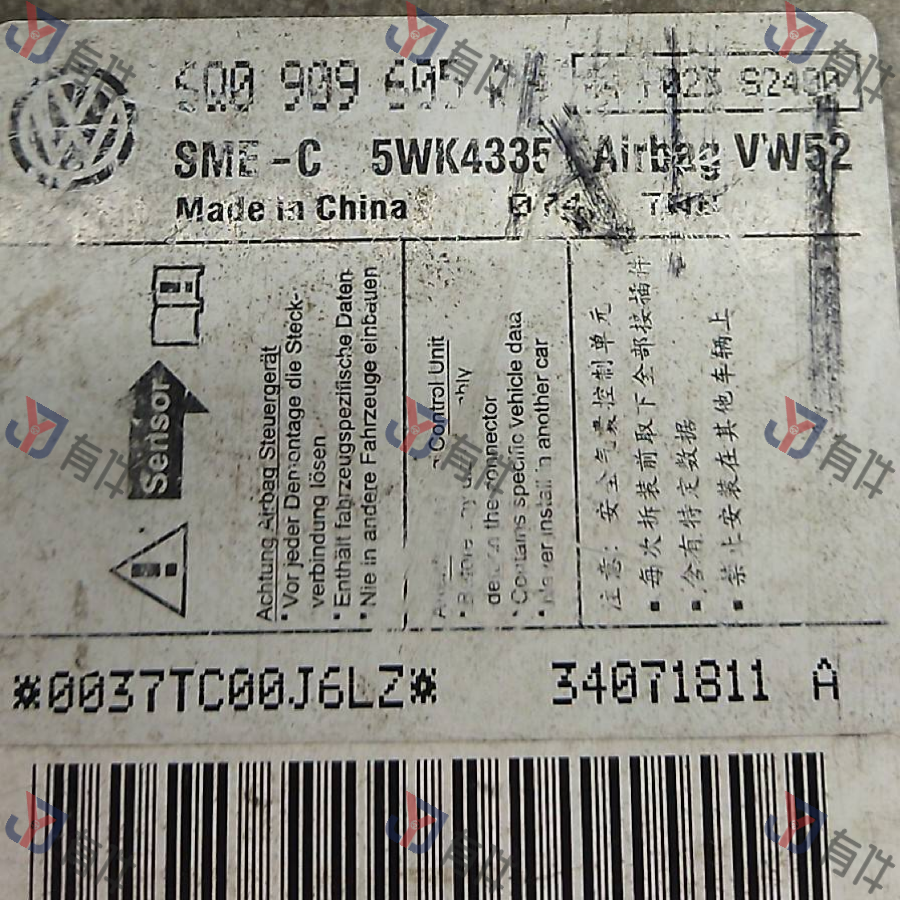 6Q0 909 605
SME-C 5WK4335 Airbag VW52
Made in China
Sensor
Achtung Airbag Steuergerät
* Vor jeder Demontage die Steck-
verbindung lösen
* Enthält fahrzeugspezifische Daten
* Nie in andere Fahrzeuge einbauen
Control Unit
the connector
* Contains specific vehicle data
* Never install in another car
注意: 安全气囊控制单元
▪ 每次拆装前取下全部接插件
▪ 含有特定数据
▪ 禁止安装在其他车辆上
*0037TC00J6LZ*
34071811 A
有件
有件
有件
有件
有件
有件
有件
有件
有件